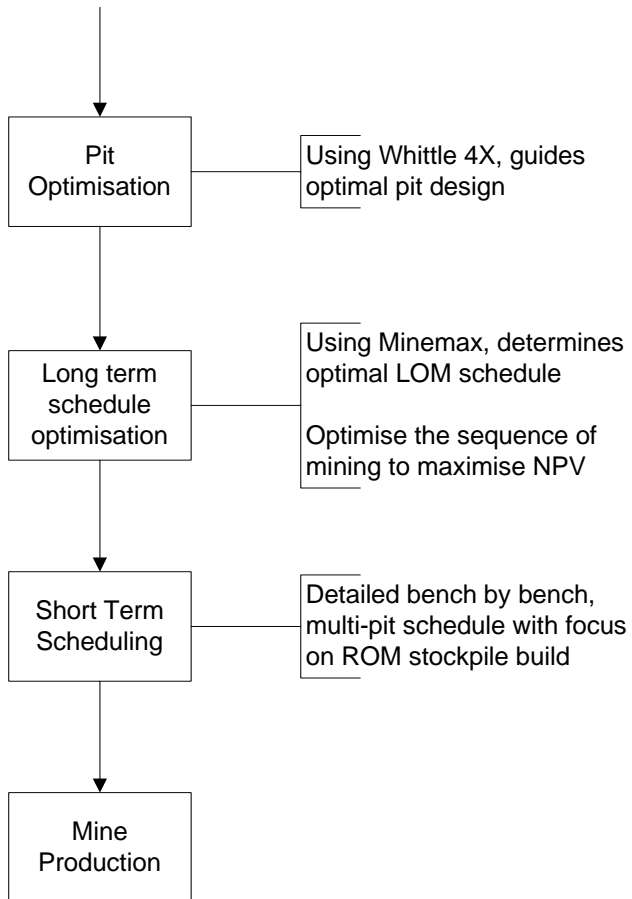 Pit
Optimisation
Using Whittle 4X, guides
optimal pit design
Long term
schedule
optimisation
Using Minemax, determines
optimal LOM schedule
Optimise the sequence of
mining to maximise NPV
Short Term
Scheduling
Detailed bench by bench,
multi-pit schedule with focus
on ROM stockpile build
Mine
Production